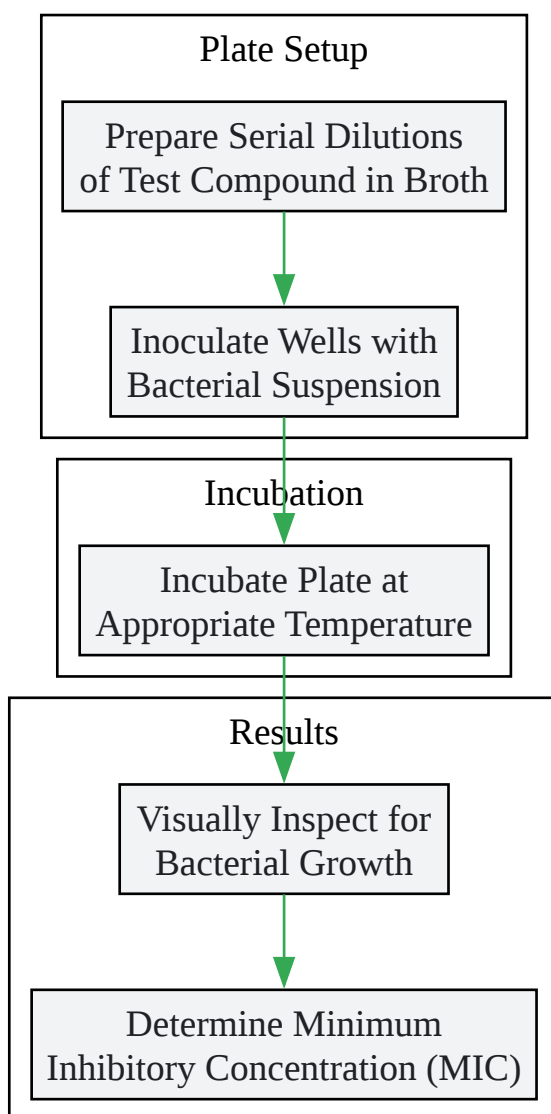 Plate Setup
Prepare Serial Dilutions
of Test Compound in Broth
Inoculate Wells with
Bacterial Suspension
Incubation
Incubate Plate at
Appropriate Temperature
Results
Visually Inspect for
Bacterial Growth
Determine Minimum
Inhibitory Concentration (MIC)